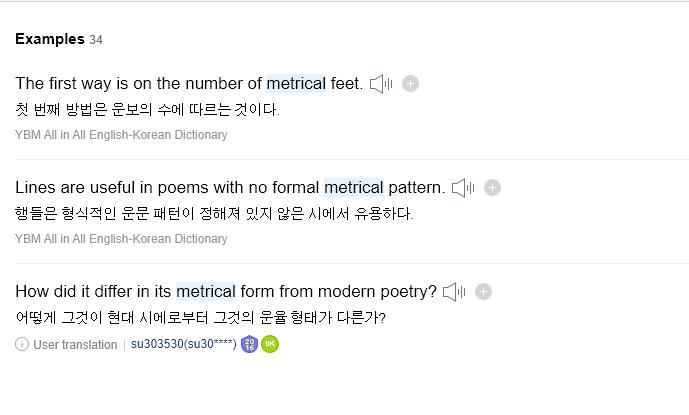 Examples 34
The first way is on the number of metrical feet.
첫 번째 방법은 운보의 수에 따르는 것이다.
YBM All in All English-Korean Dictionary
Lines are useful in poems with no formal metrical pattern.
행들은 형식적인 운문 패턴이 정해져 있지 않은 시에서 유용하다.
YBM All in All English-Korean Dictionary
How did it differ in its metrical form from modern poetry?
어떻게 그것이 현대 시에로부터 그것의 운율 형태가 다른가?
User translation | su303530(su30****) 2016 9K